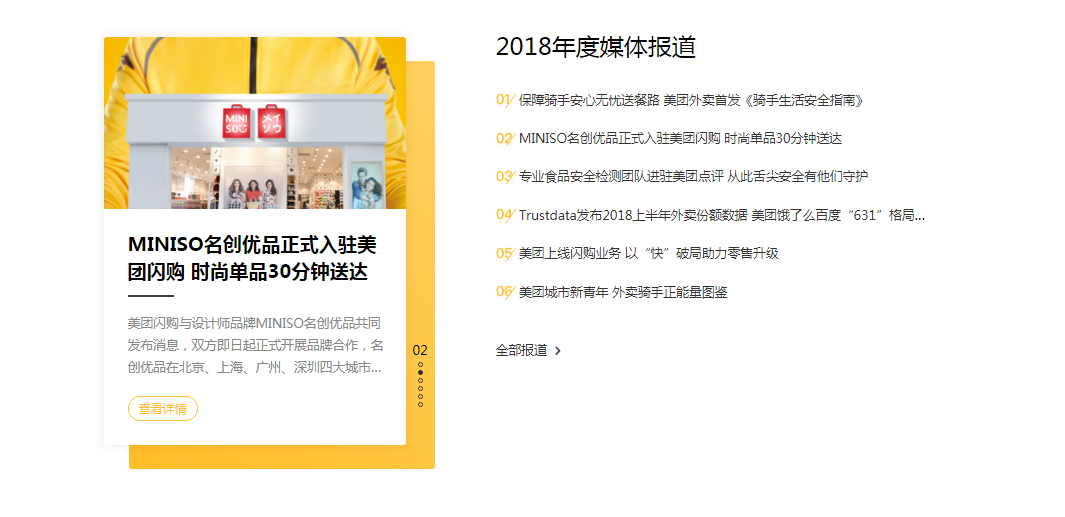 MINI
SO
メイ
ソウ
MINISO名创优品正式入驻美
团闪购 时尚单品30分钟送达
美团闪购与设计师品牌MINISO名创优品共同
发布消息，双方即日起正式开展品牌合作，名
创优品在北京、上海、广州、深圳四大城市...
查看详情
02
2018年度媒体报道
01/ 保障骑手安心无忧送餐路 美团外卖首发《骑手生活安全指南》
02/ MINISO名创优品正式入驻美团闪购 时尚单品30分钟送达
03/ 专业食品安全检测团队进驻美团点评 从此舌尖安全有他们守护
04/ Trustdata发布2018上半年外卖份额数据 美团饿了么百度“631”格局...
05/ 美团上线闪购业务 以“快”破局助力零售升级
06/ 美团城市新青年 外卖骑手正能量图鉴
全部报道